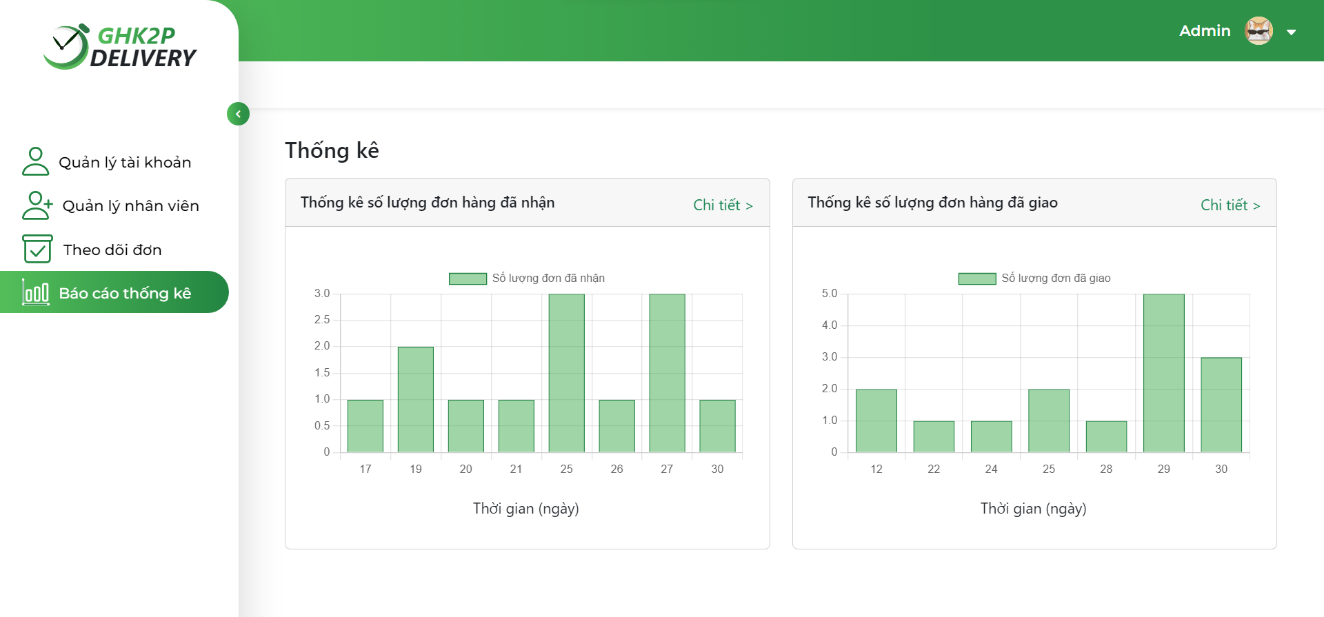 GHK2P
DELIVERY
Admin
Quản lý tài khoản
Quản lý nhân viên
Theo dõi đơn
Báo cáo thống kê
Thống kê
Thống kê số lượng đơn hàng đã nhận
Chi tiết >
Số lượng đơn đã nhận
3.0
2.5
2.0
1.5
1.0
0.5
0
17 19 20 21 25 26 27 30
Thời gian (ngày)
Thống kê số lượng đơn hàng đã giao
Chi tiết >
Số lượng đơn đã giao
5.0
4.0
3.0
2.0
1.0
0
12 22 24 25 28 29 30
Thời gian (ngày)